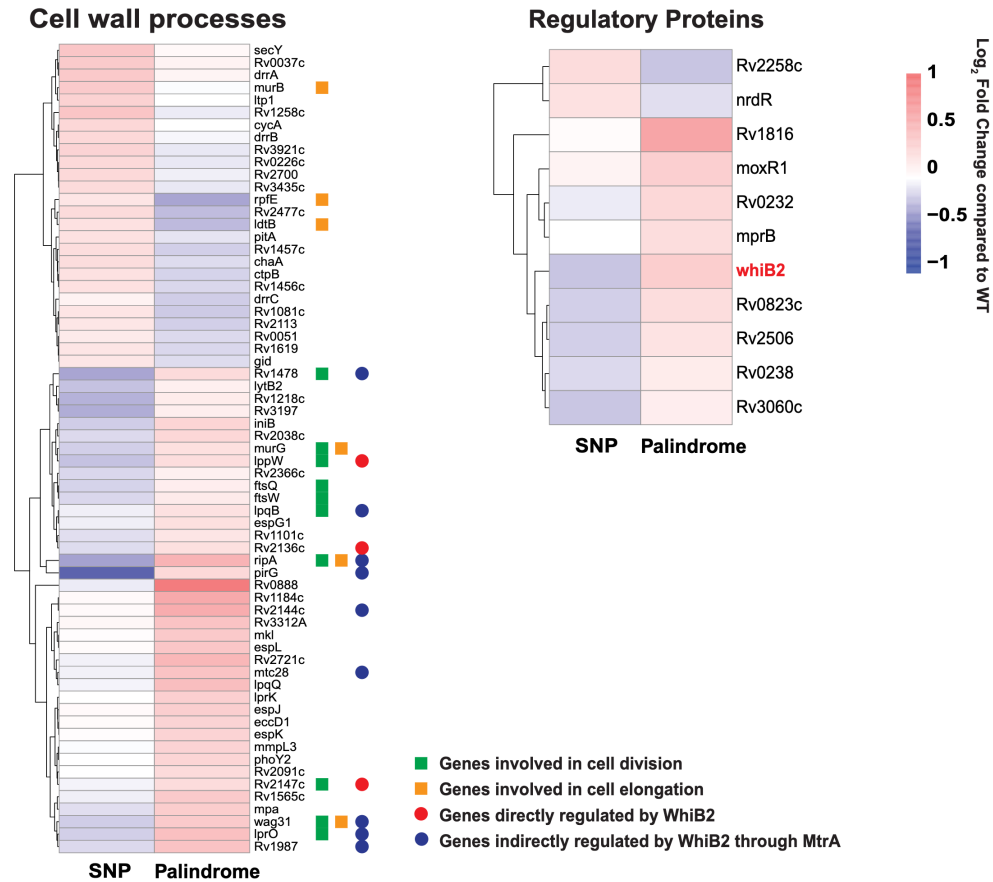 Cell wall processes
secY
Rv0037c
drrA
murB
ltp1
Rv1258c
cycA
drrB
Rv3921c
Rv0226c
Rv2700
Rv3435c
rpfE
Rv2477c
ldtB
pitA
Rv1457c
chaA
ctpB
Rv1456c
drrC
Rv1081c
Rv2113
Rv0051
Rv1619
gid
Rv1478
lytB2
Rv1218c
Rv3197
iniB
Rv2038c
murG
lppW
Rv2366c
ftsQ
ftsW
lpqB
espG1
Rv1101c
Rv2136c
ripA
pirG
Rv0888
Rv1184c
Rv2144c
Rv3312A
mkl
espL
Rv2721c
mtc28
lpqQ
lprK
espJ
eccD1
espK
mmpL3
phoY2
Rv2091c
Rv2147c
Rv1565c
mpa
wag31
lprO
Rv1987
SNP Palindrome
Regulatory Proteins
Rv2258c
nrdR
Rv1816
moxR1
Rv0232
mprB
whiB2
Rv0823c
Rv2506
Rv0238
Rv3060c
SNP Palindrome
1
0.5
0
−0.5
−1
Log2 Fold Change compared to WT
Genes involved in cell division
Genes involved in cell elongation
Genes directly regulated by WhiB2
Genes indirectly regulated by WhiB2 through MtrA